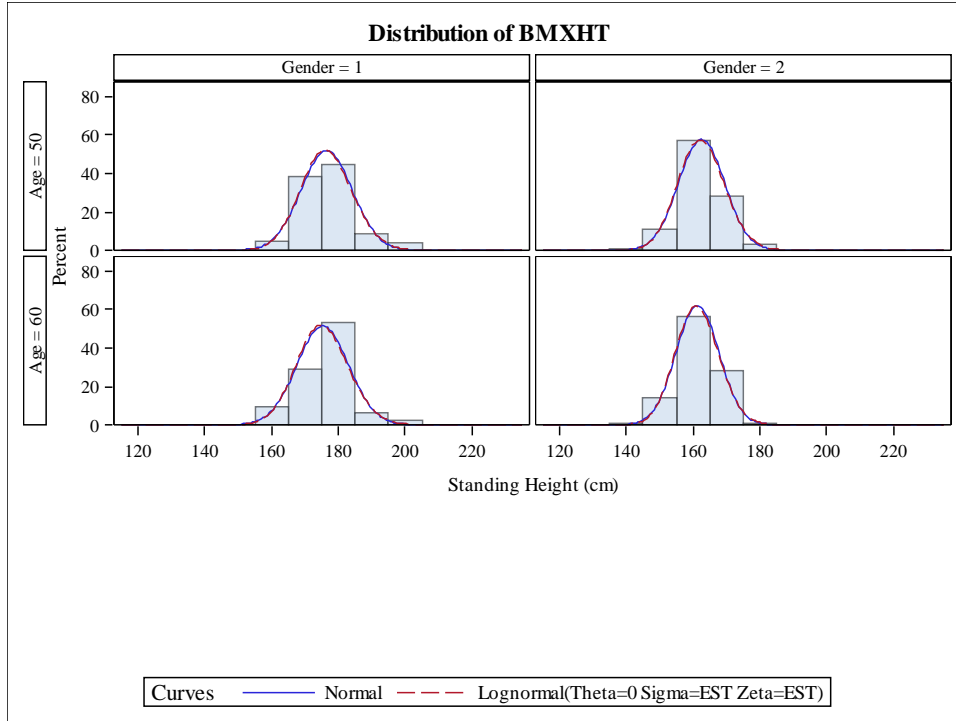 Distribution of BMXHT
Gender = 1
Gender = 2
Age = 50
Age = 60
Percent
80
60
40
20
0
80
60
40
20
0
120 140 160 180 200 220
120 140 160 180 200 220
Standing Height (cm)
Curves Normal Lognormal(Theta=0 Sigma=EST Zeta=EST)